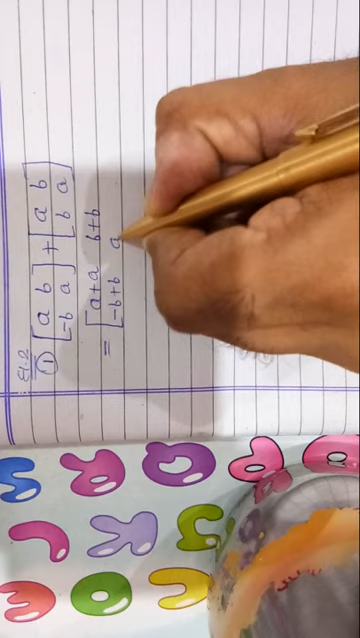 Ex:2
① [ a b ] + [ a b ]
[ -b a ] [ b a ]
= [ a+a b+b
[ -b+b a